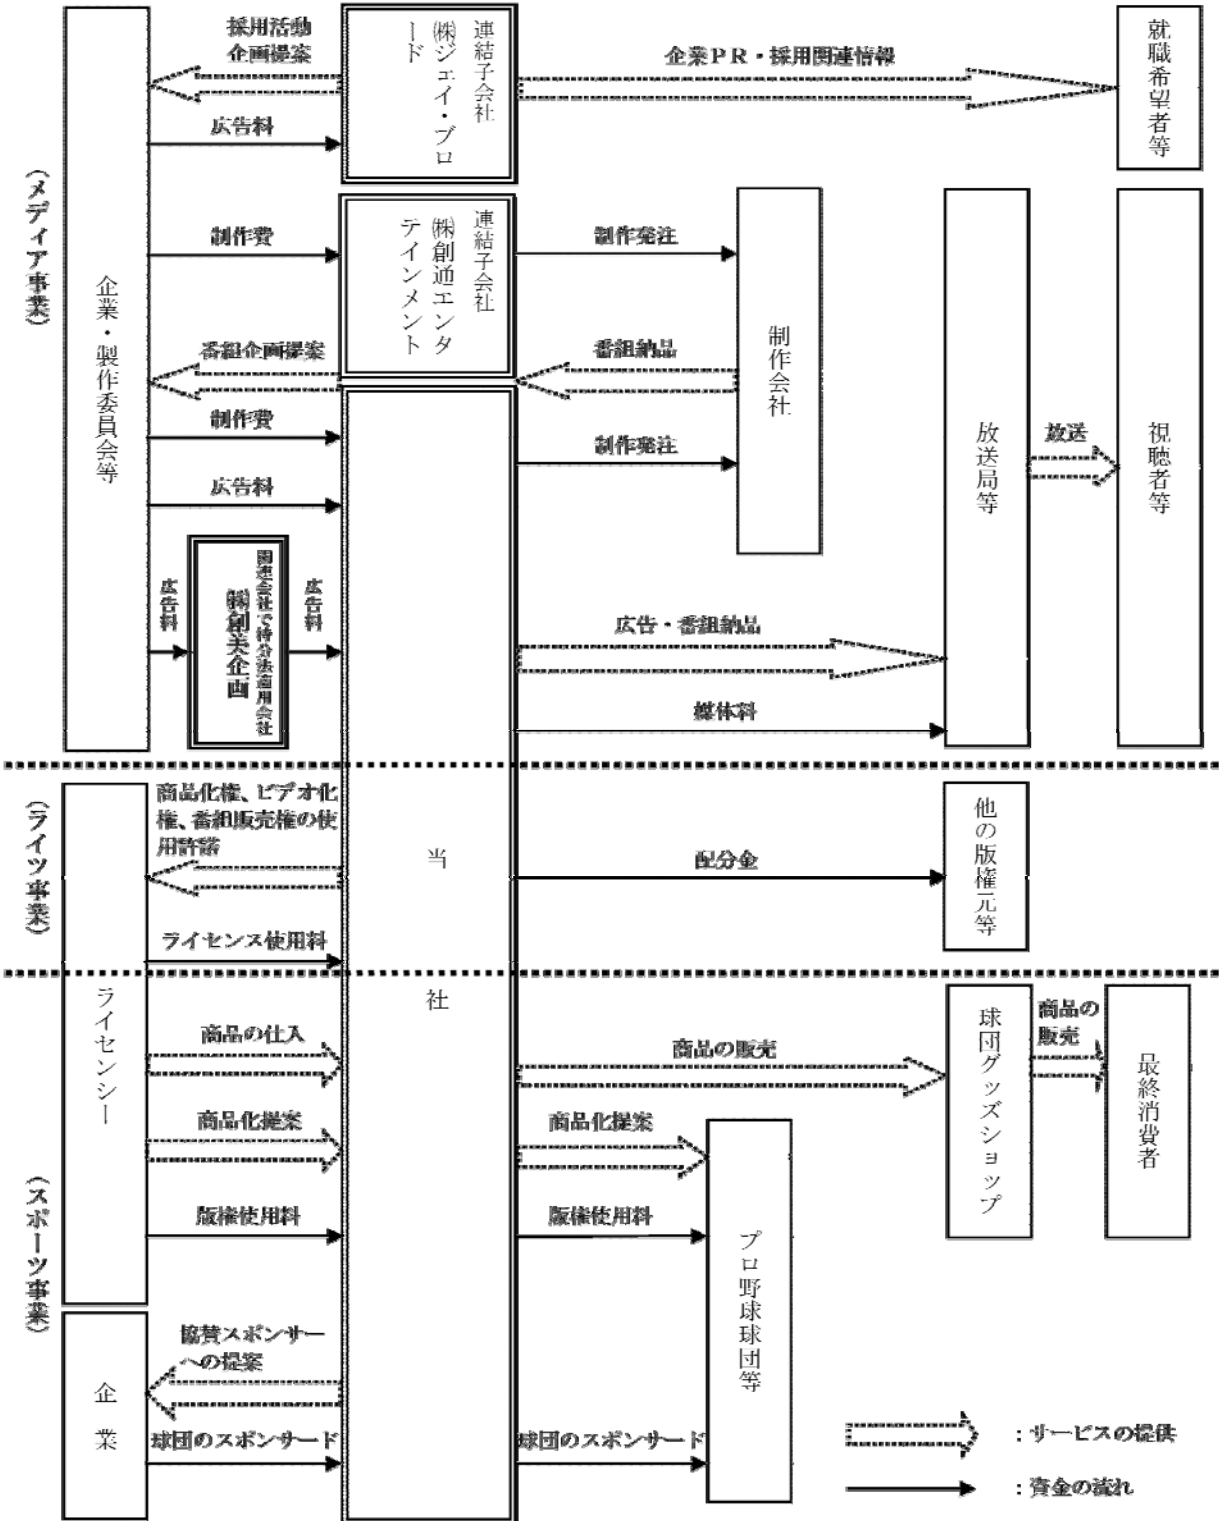 (メディア事業)
企業・製作委員会等
採用活動
企画提案
広告料
連結子会社
㈱ジェイ・ブロ
ード
企業PR・採用関連情報
就職希望者等
制作費
連結子会社
㈱創通エンタ
テインメント
制作発注
番組企画提案
番組納品
制作会社
制作費
制作発注
広告料
放送局等
放送
視聴者等
広告料
関連会社で持分法適用会社
㈱創美企画
広告料
広告・番組納品
媒体料
(ライツ事業)
商品化権、ビデオ化
権、番組販売権の使
用許諾
当社
配分金
他の版権元等
ライセンス使用料
(スポーツ事業)
ライセンシー
商品の仕入
商品の販売
球団グッズショップ
商品の
販売
最終消費者
商品化提案
商品化提案
版権使用料
版権使用料
プロ野球球団等
企業
協賛スポンサー
への提案
球団のスポンサード
球団のスポンサード
:サービスの提供
:資金の流れ